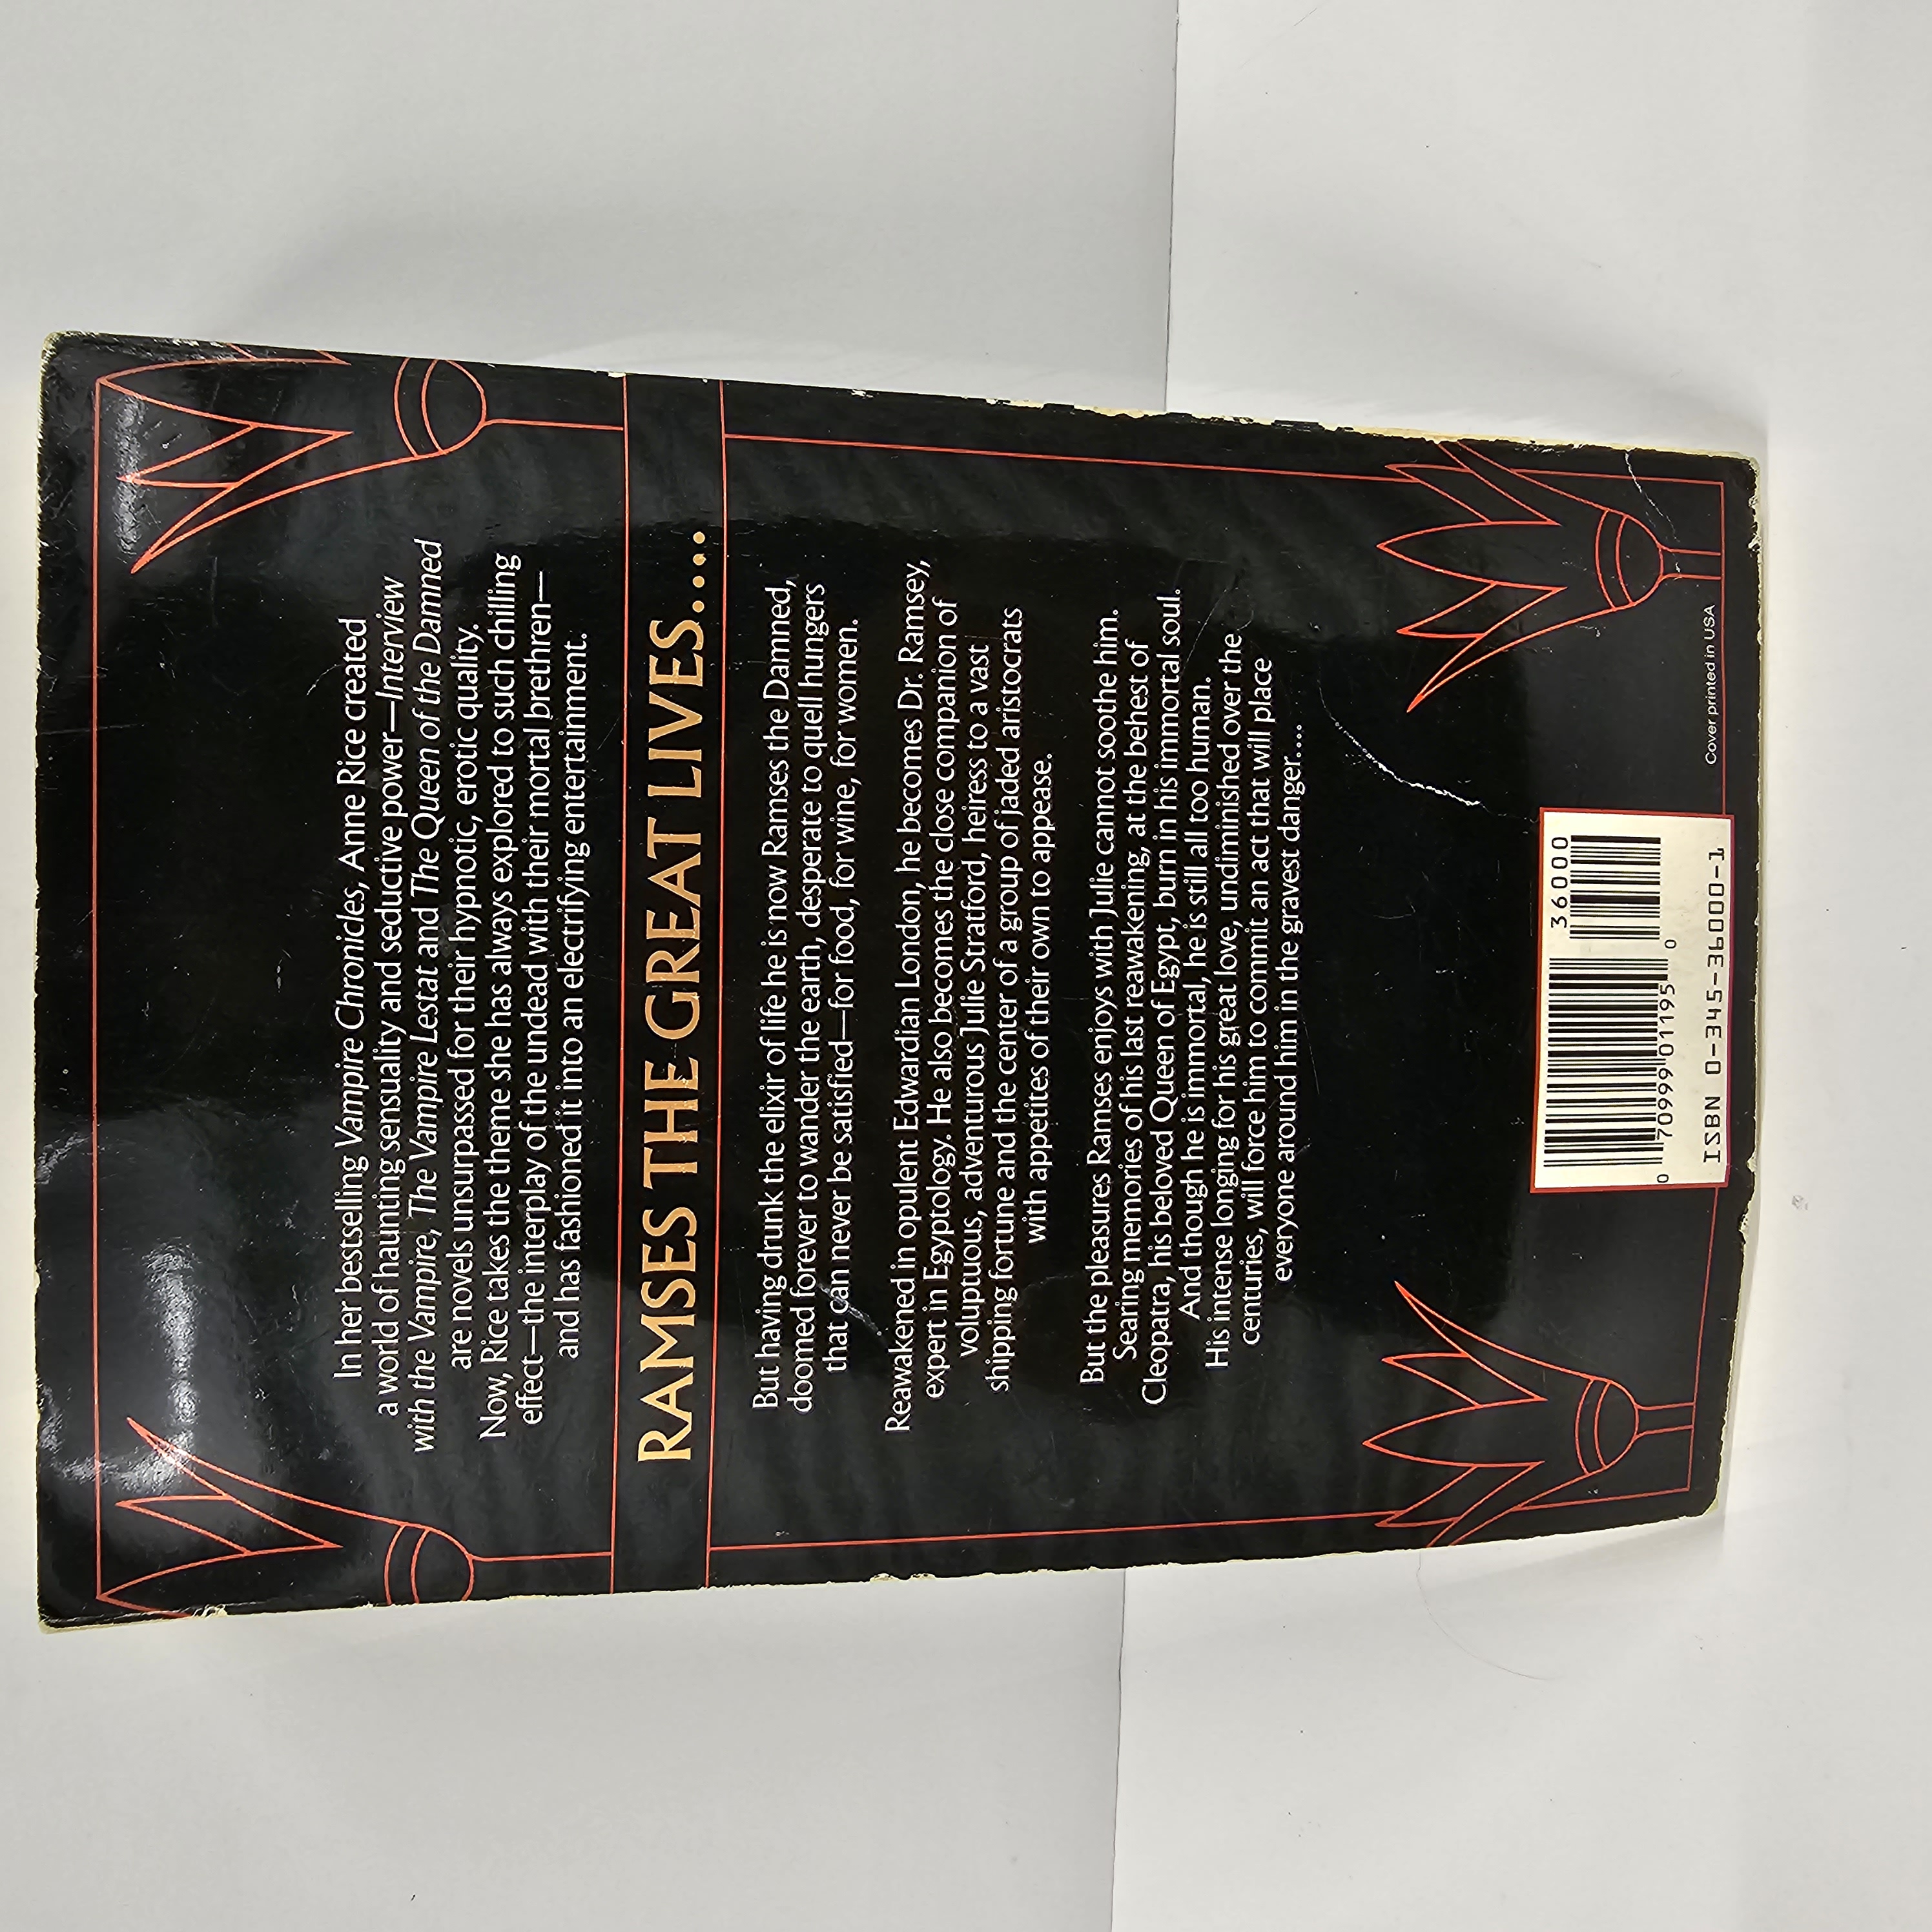 In her bestselling Vampire Chronicles, Anne Rice created
a world of haunting sensuality and seductive power—Interview
with the Vampire, The Vampire Lestat and The Queen of the Damned
are novels unsurpassed for their hypnotic, erotic quality.
Now, Rice takes the theme she has always explored to such chilling
effect—the interplay of the undead with their mortal brethren—
and has fashioned it into an electrifying entertainment.
RAMSES THE GREAT LIVES....
But having drunk the elixir of life he is now Ramses the Damned,
doomed forever to wander the earth, desperate to quell hungers
that can never be satisfied—for food, for wine, for women.
Reawakened in opulent Edwardian London, he becomes Dr. Ramsey,
expert in Egyptology. He also becomes the close companion of
voluptuous, adventurous Julie Stratford, heiress to a vast
shipping fortune and the center of a group of jaded aristocrats
with appetites of their own to appease.
But the pleasures Ramses enjoys with Julie cannot soothe him.
Searing memories of his last reawakening, at the behest of
Cleopatra, his beloved Queen of Egypt, burn in his immortal soul.
And though he is immortal, he is still all too human.
His intense longing for his great love, undiminished over the
centuries, will force him to commit an act that will place
everyone around him in the gravest danger....
36000
0 70999 01195 0
ISBN 0-345-36000-1
Cover printed in USA